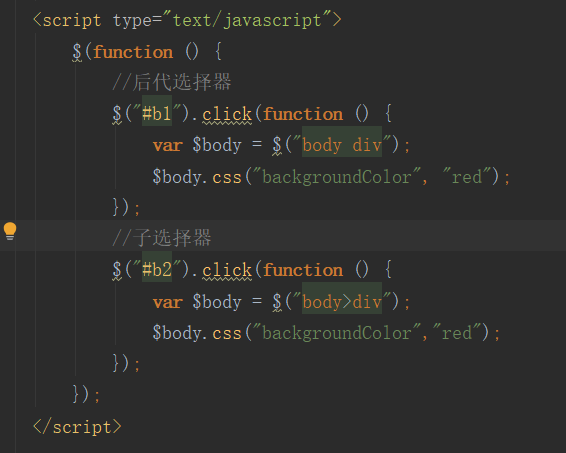 <script type="text/javascript">
$(function () {
//后代选择器
$("#b1").click(function () {
var $body = $("body div");
$body.css("backgroundColor", "red");
});
//子选择器
$("#b2").click(function () {
var $body = $("body>div");
$body.css("backgroundColor","red");
});
});
</script>